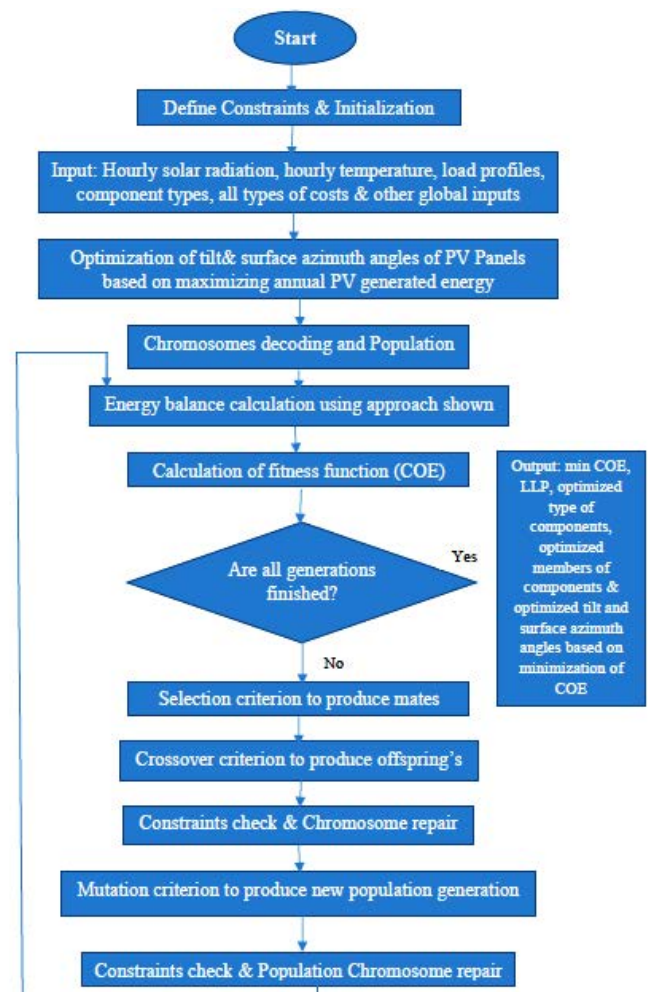 Start
Define Constraints & Initialization
Input: Hourly solar radiation, hourly temperature, load profiles,
component types, all types of costs & other global inputs
Optimization of tilt& surface azimuth angles of PV Panels
based on maximizing annual PV generated energy
Chromosomes decoding and Population
Energy balance calculation using approach shown
Calculation of fitness function (COE)
Are all generations
finished?
Yes
Output: min COE,
LLP, optimized
type of
components,
optimized
members of
components &
optimized tilt and
surface azimuth
angles based on
minimization of
COE
No
Selection criterion to produce mates
Crossover criterion to produce offspring's
Constraints check & Chromosome repair
Mutation criterion to produce new population generation
Constraints check & Population Chromosome repair